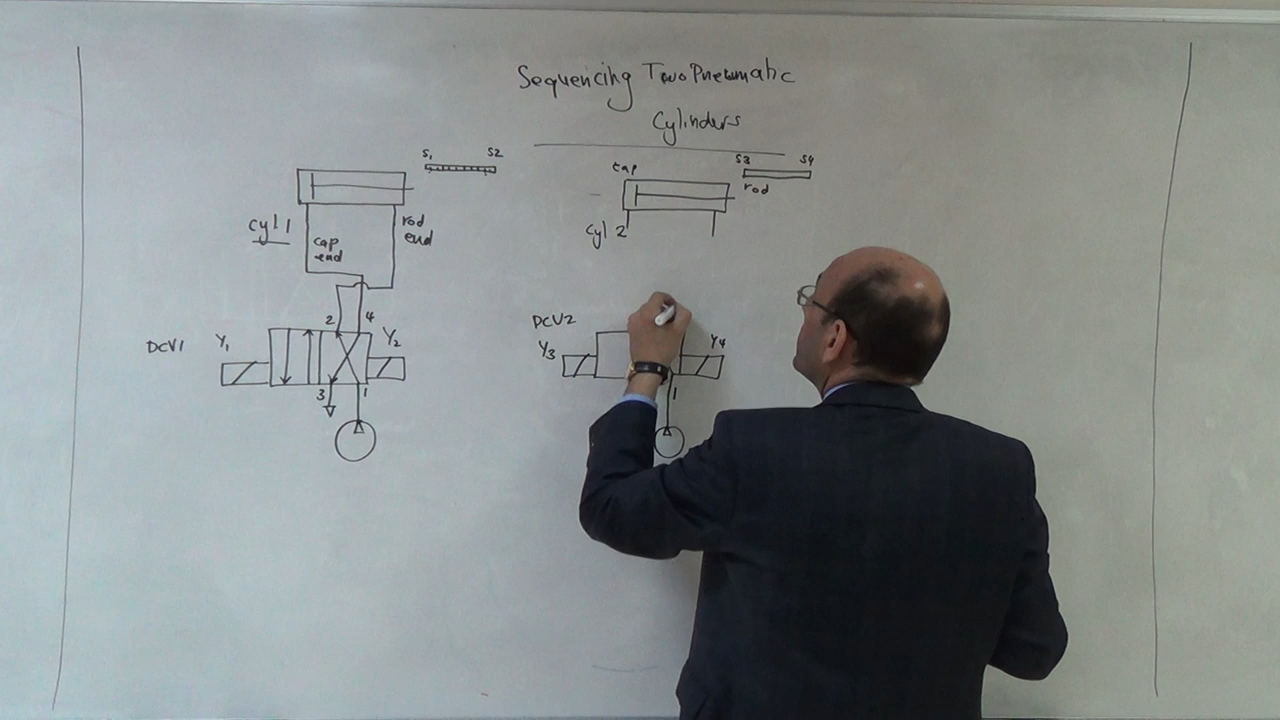 Sequencing Two Pneumatic
Cylinders
S1 S2
cap
S3 S4
rod
Cyl 1
cap
end
rod
end
Cyl 2
2 4
DCV1 Y1 Y2
3 1
DCV2
Y3 Y4
1